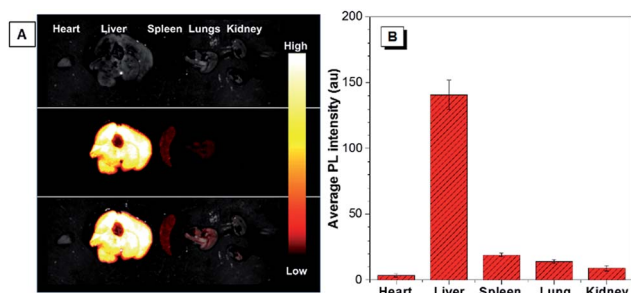 A
Heart Liver Spleen Lungs Kidney
High
Low
B
Average PL intensity (au)
200
150
100
50
0
Heart Liver Spleen Lung Kidney